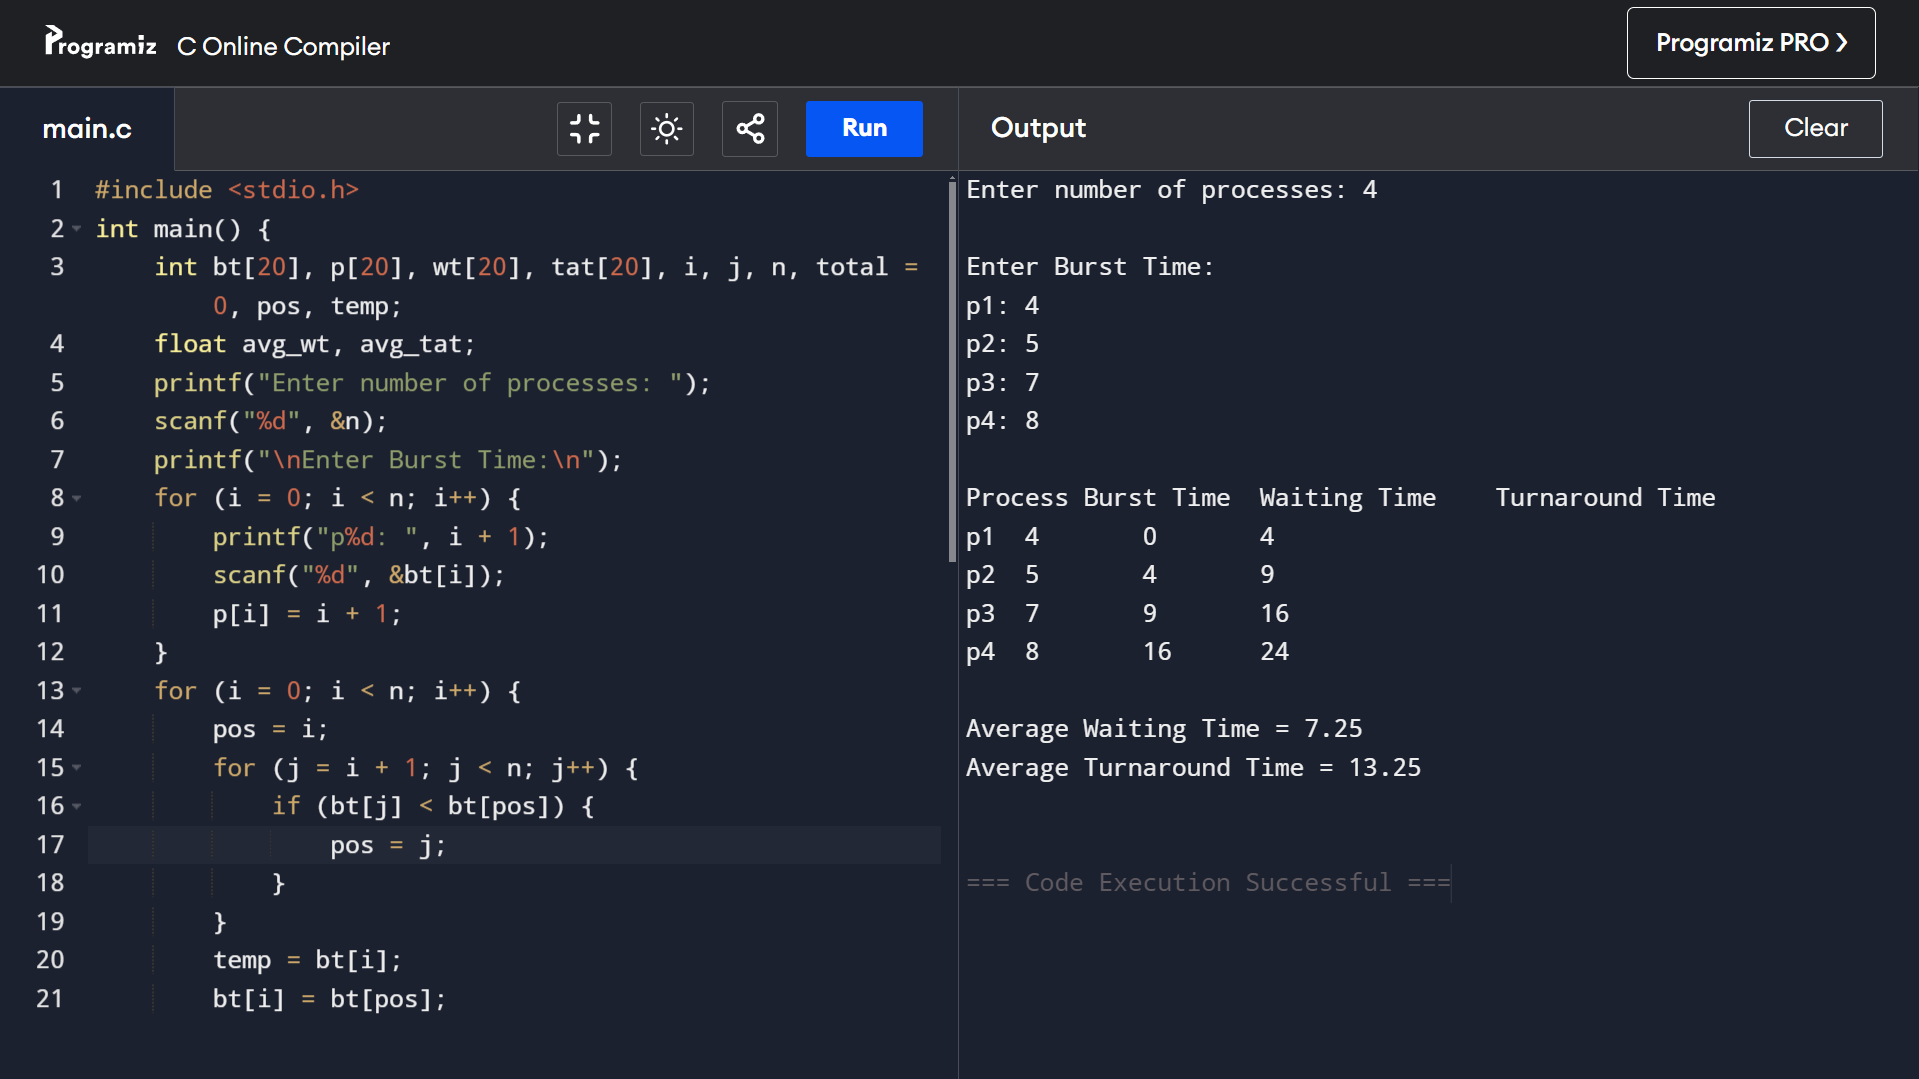 Programiz C Online Compiler
Programiz PRO ❯
main.c
Run
Output
Clear
1 #include <stdio.h>
2 int main() {
3     int bt[20], p[20], wt[20], tat[20], i, j, n, total =
        0, pos, temp;
4     float avg_wt, avg_tat;
5     printf("Enter number of processes: ");
6     scanf("%d", &n);
7     printf("\nEnter Burst Time:\n");
8     for (i = 0; i < n; i++) {
9         printf("p%d: ", i + 1);
10         scanf("%d", &bt[i]);
11         p[i] = i + 1;
12     }
13     for (i = 0; i < n; i++) {
14         pos = i;
15         for (j = i + 1; j < n; j++) {
16             if (bt[j] < bt[pos]) {
17                 pos = j;
18             }
19         }
20         temp = bt[i];
21         bt[i] = bt[pos];
Enter number of processes: 4
Enter Burst Time:
p1: 4
p2: 5
p3: 7
p4: 8
Process Burst Time  Waiting Time    Turnaround Time
p1  4       0       4
p2  5       4       9
p3  7       9       16
p4  8       16      24
Average Waiting Time = 7.25
Average Turnaround Time = 13.25
=== Code Execution Successful ===